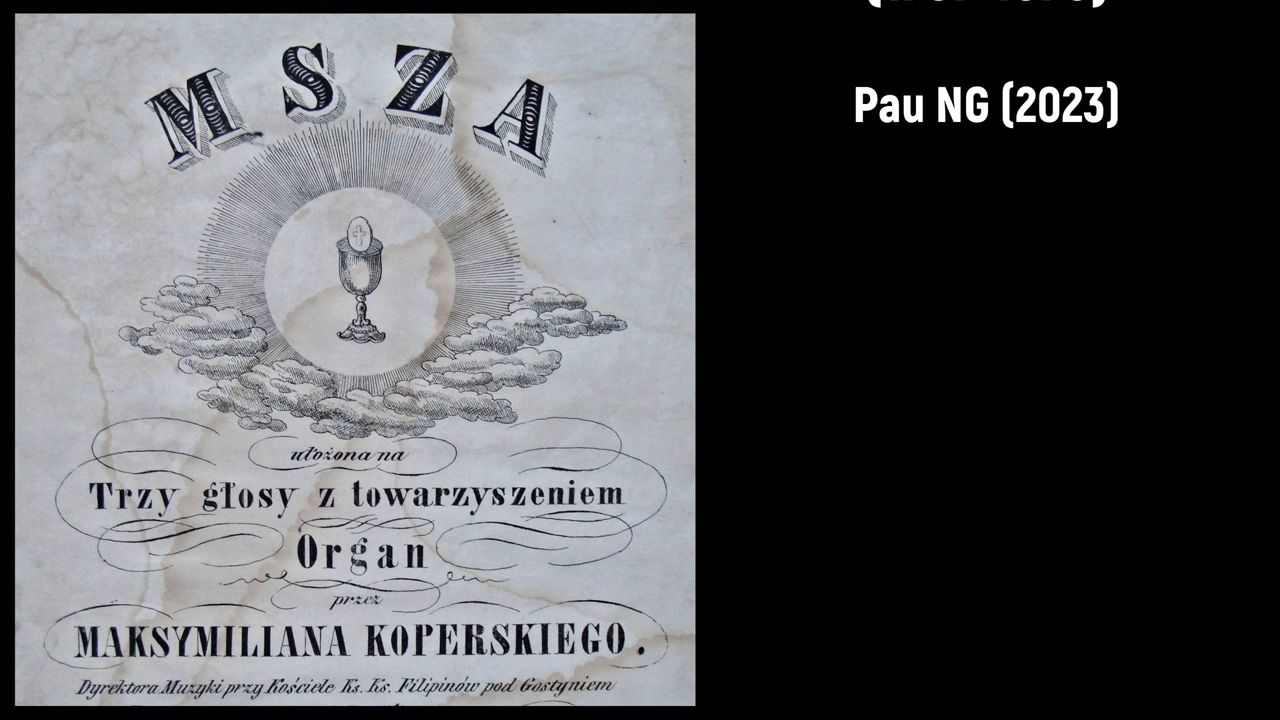 MSZA
ułożona na
Trzy głosy z towarzyszeniem
Organ
przez
MAKSYMILIANA KOPERSKIEGO.
Dyrektora Muzyki przy Kościele Ks. Ks. Filipinów pod Gostyniem
Pau NG (2023)